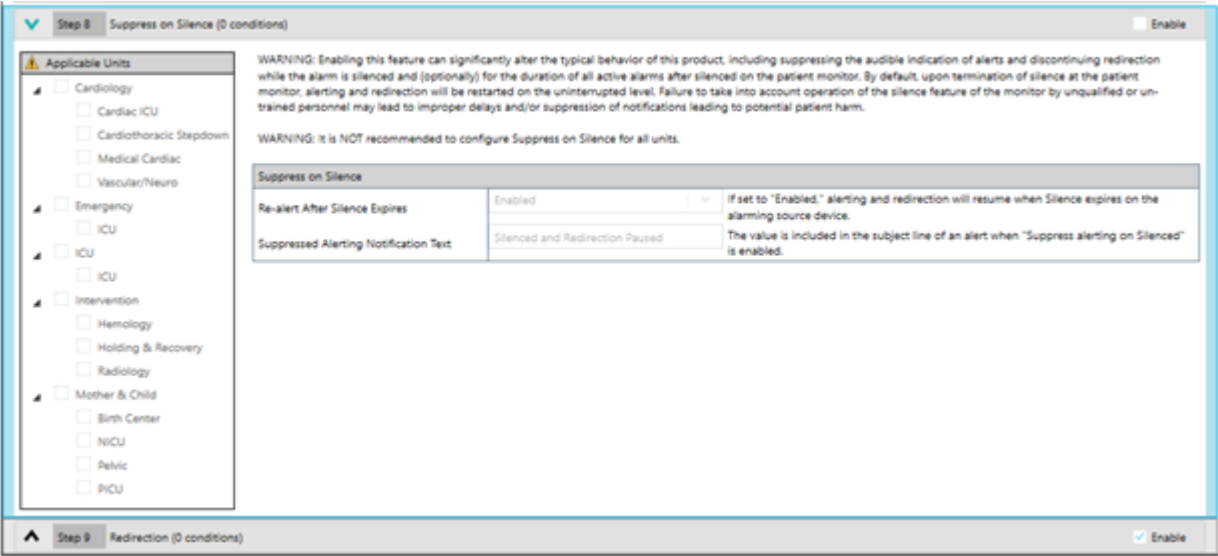 Step 8 Suppress on Silence (0 conditions) Enable
Applicable Units
Cardiology
Cardiac ICU
Cardiothoracic Stepdown
Medical Cardiac
Vascular/Neuro
Emergency
ICU
ICU
ICU
Intervention
Hemology
Holding & Recovery
Radiology
Mother & Child
Birth Center
NICU
Pelvic
PICU
WARNING: Enabling this feature can significantly alter the typical behavior of this product, including suppressing the audible indication of alerts and discontinuing redirection
while the alarm is silenced and (optionally) for the duration of all active alarms after silenced on the patient monitor. By default, upon termination of silence at the patient
monitor, alerting and redirection will be restarted on the uninterrupted level. Failure to take into account operation of the silence feature of the monitor by unqualified or un-
trained personnel may lead to improper delays and/or suppression of notifications leading to potential patient harm.
WARNING: It is NOT recommended to configure Suppress on Silence for all units.
Suppress on Silence
Re-alert After Silence Expires
Enabled
If set to "Enabled," alerting and redirection will resume when Silence expires on the
alarming source device.
Suppressed Alerting Notification Text
Silenced and Redirection Paused
The value is included in the subject line of an alert when "Suppress alerting on Silenced"
is enabled.
Step 9 Redirection (0 conditions) Enable